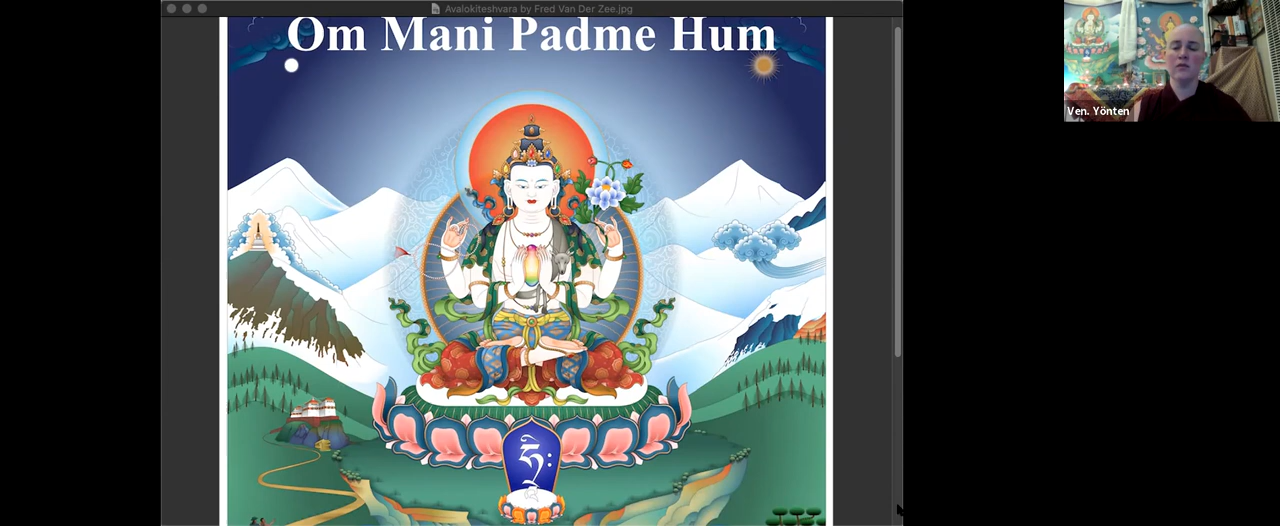 Avalokiteshvara by Fred Van Der Zee.jpg
Om Mani Padme Hum
Ven. Yönten
ཧྲཱིཿ